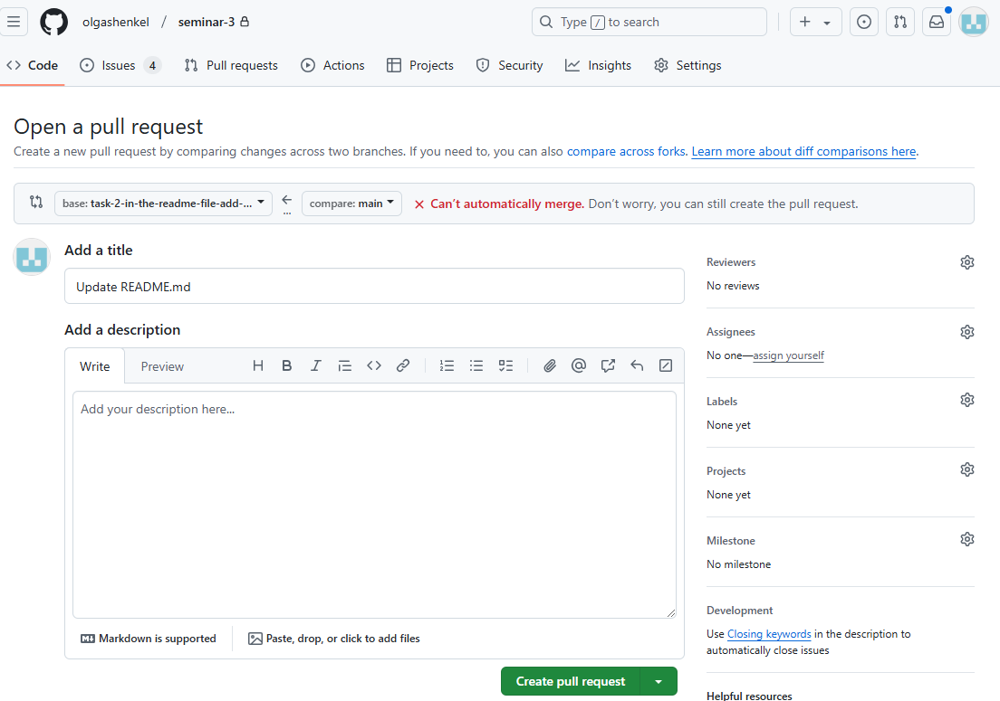 olgashenkel / seminar-3 Type / to search
Code Issues 4 Pull requests Actions Projects Security Insights Settings
Open a pull request
Create a new pull request by comparing changes across two branches. If you need to, you can also compare across forks. Learn more about diff comparisons here.
base: task-2-in-the-readme-file-add-... compare: main Can't automatically merge. Don't worry, you can still create the pull request.
Add a title
Update README.md
Add a description
Write Preview H B I
Add your description here...
Markdown is supported Paste, drop, or click to add files
Create pull request
Reviewers
No reviews
Assignees
No one—assign yourself
Labels
None yet
Projects
None yet
Milestone
No milestone
Development
Use Closing keywords in the description to
automatically close issues
Helpful resources